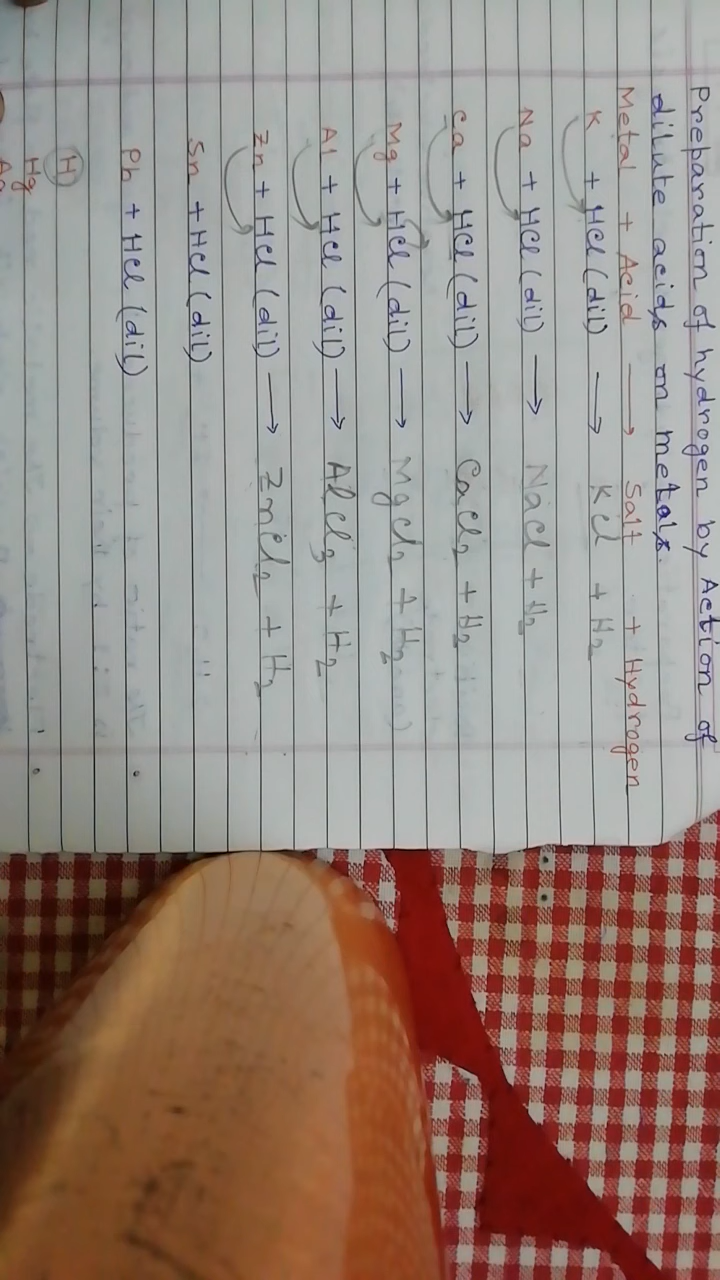 Preparation of hydrogen by Action of
dilute acids on metals.
Metal + Acid → Salt + Hydrogen
K + HCl (dil) → KCl + H₂
Na + HCl (dil) → NaCl + H₂
Ca + HCl (dil) → CaCl₂ + H₂
Mg + HCl (dil) → MgCl₂ + H₂
Al + HCl (dil) → AlCl₃ + H₂
Zn + HCl (dil) → ZnCl₂ + H₂
Sn + HCl (dil)
Pb + HCl (dil)
H
Hg
Ag